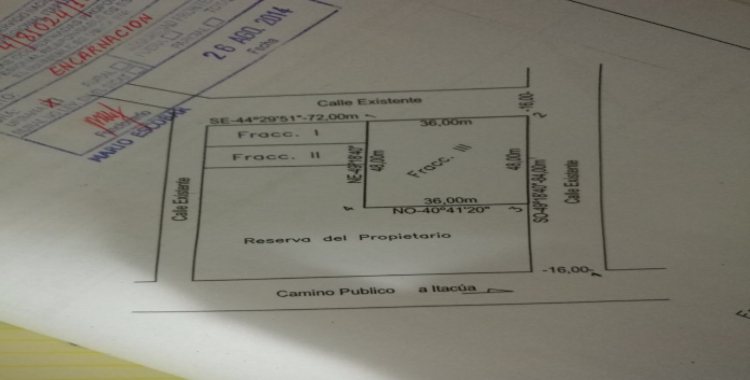 ENCARNACION
26 AGO. 2014
Fecha
MARIO ESCURRA
Calle Existente
-16,00-
SE-44°29'51"-72,00m
1
36,00m
2
Fracc. I
Fracc. II
Fracc. III
NE-49°18'40"
48,00m
48,00m
SO-49°18'40"-84,00m
Calle Existente
Calle Existente
36,00m
4
NO-40°41'20"
3
Reserva del Propietario
-16,00-
Camino Publico a Itacúa